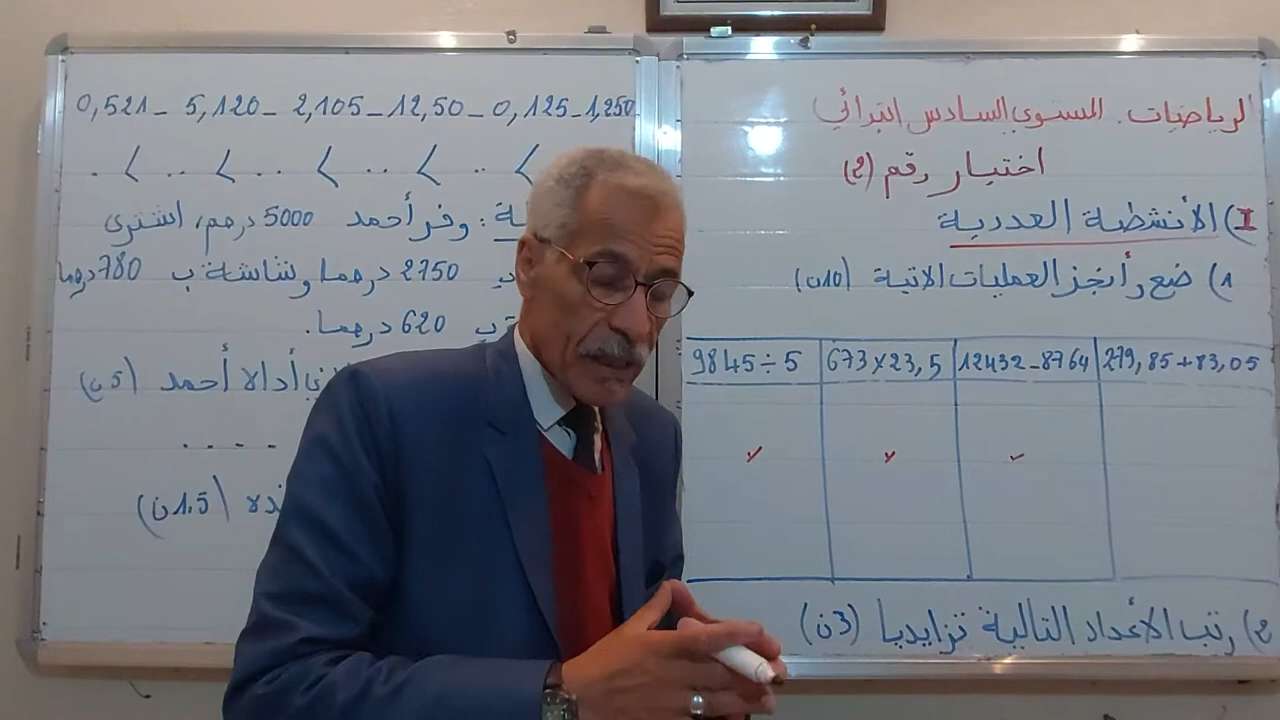 الرياضيات. المستوى السادس ابتدائي
اختبار رقم (2)
I) الأنشطة العددية
1) ضع وأنجز العمليات الاتية (10ن)
279,85+83,05
12432-8764
673×23,5
9845÷5
2) رتب الأعداد التالية تزايديا (3ن)
0,521 - 5,120 - 2,105 - 12,50 - 0,125 - 1,250
. < .. < .. < .. < .. <
: وفر أحمد 5000 درهم، اشترى
2750 درهما وشاشة ب 780 درهما
ب 620 درهما.
أداه أحمد (5ن)
....
(1,5ن)